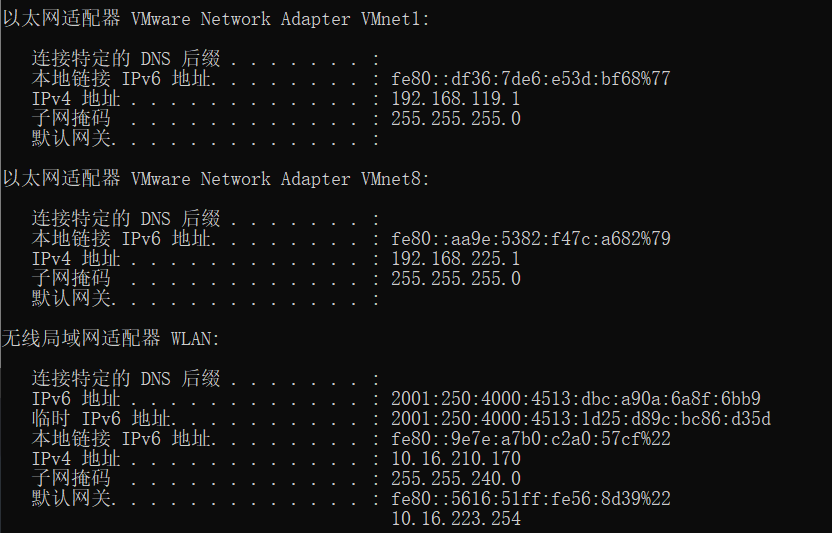 以太网适配器 VMware Network Adapter VMnet1:
连接特定的 DNS 后缀 . . . . . . . :
本地链接 IPv6 地址. . . . . . . . : fe80::df36:7de6:e53d:bf68%77
IPv4 地址 . . . . . . . . . . . . : 192.168.119.1
子网掩码  . . . . . . . . . . . . : 255.255.255.0
默认网关. . . . . . . . . . . . . :
以太网适配器 VMware Network Adapter VMnet8:
连接特定的 DNS 后缀 . . . . . . . :
本地链接 IPv6 地址. . . . . . . . : fe80::aa9e:5382:f47c:a682%79
IPv4 地址 . . . . . . . . . . . . : 192.168.225.1
子网掩码  . . . . . . . . . . . . : 255.255.255.0
默认网关. . . . . . . . . . . . . :
无线局域网适配器 WLAN:
连接特定的 DNS 后缀 . . . . . . . :
IPv6 地址 . . . . . . . . . . . . : 2001:250:4000:4513:dbc:a90a:6a8f:6bb9
临时 IPv6 地址. . . . . . . . . . : 2001:250:4000:4513:1d25:d89c:bc86:d35d
本地链接 IPv6 地址. . . . . . . . : fe80::9e7e:a7b0:c2a0:57cf%22
IPv4 地址 . . . . . . . . . . . . : 10.16.210.170
子网掩码  . . . . . . . . . . . . : 255.255.240.0
默认网关. . . . . . . . . . . . . : fe80::5616:51ff:fe56:8d39%22
10.16.223.254